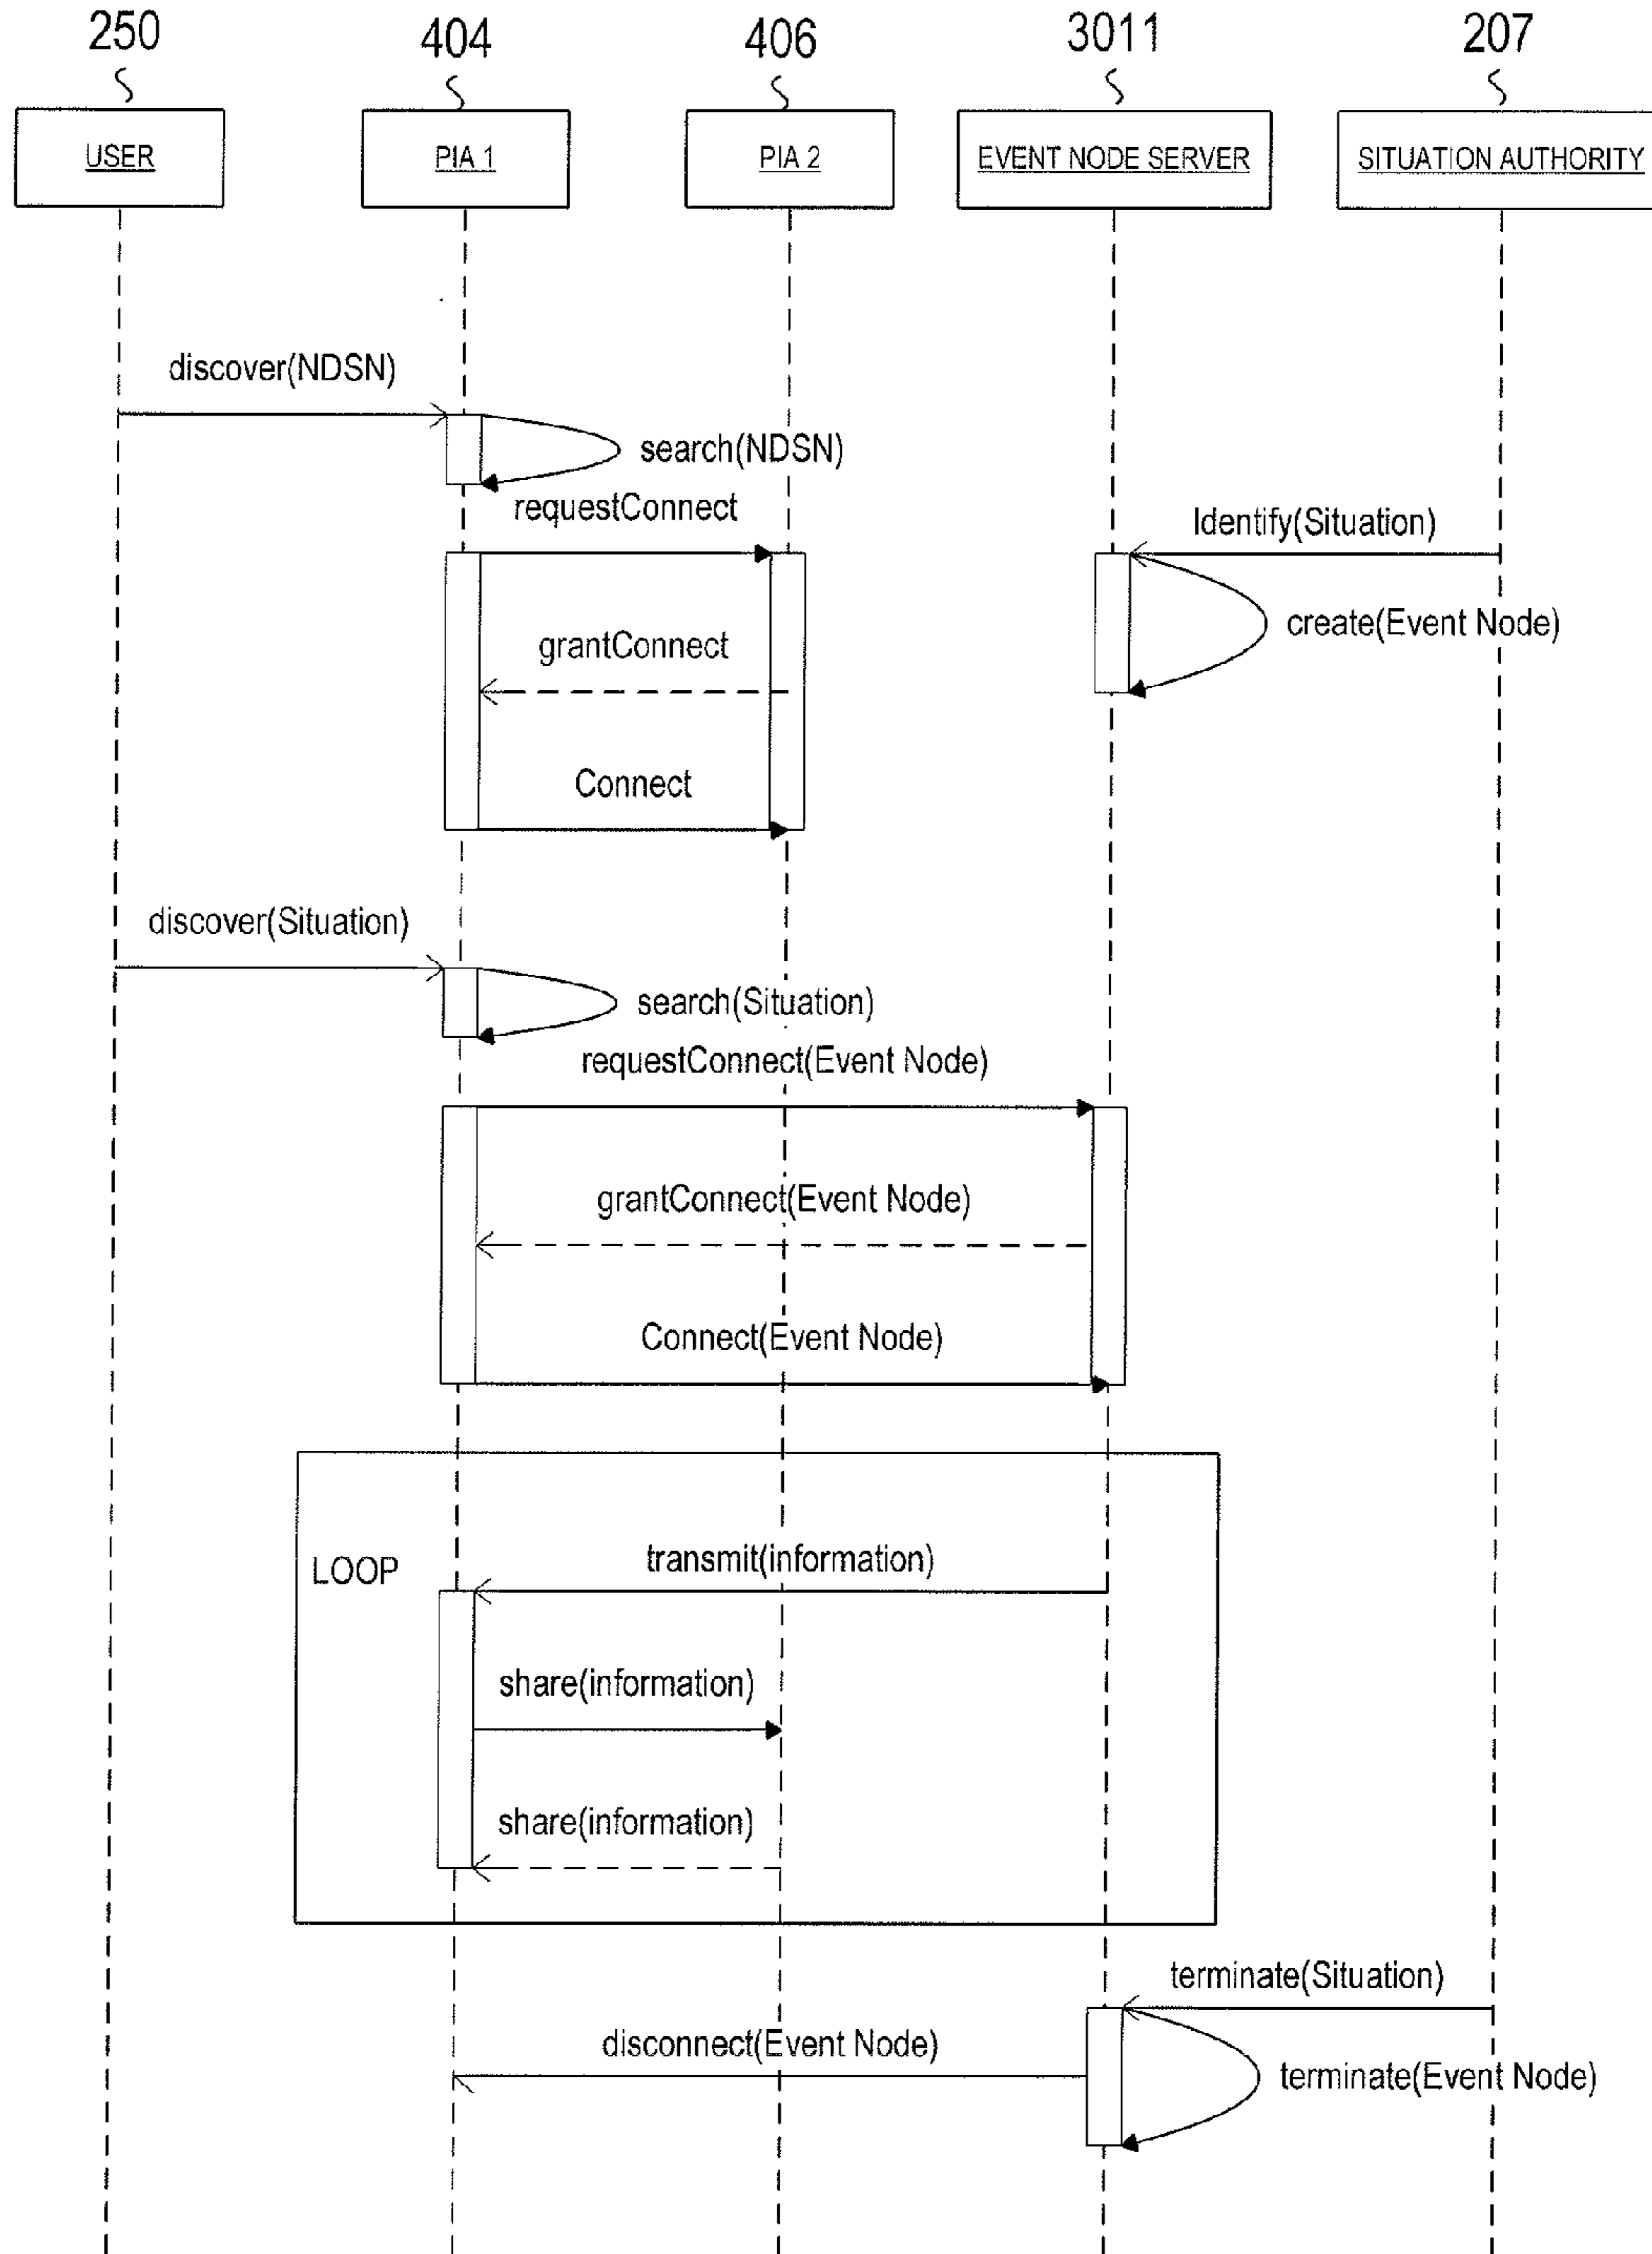 250
404
406
3011
207
USER
PIA 1
PIA 2
EVENT NODE SERVER
SITUATION AUTHORITY
discover(NDSN)
search(NDSN)
requestConnect
Identify(Situation)
create(Event Node)
grantConnect
Connect
discover(Situation)
search(Situation)
requestConnect(Event Node)
grantConnect(Event Node)
Connect(Event Node)
LOOP
transmit(information)
share(information)
share(information)
terminate(Situation)
disconnect(Event Node)
terminate(Event Node)